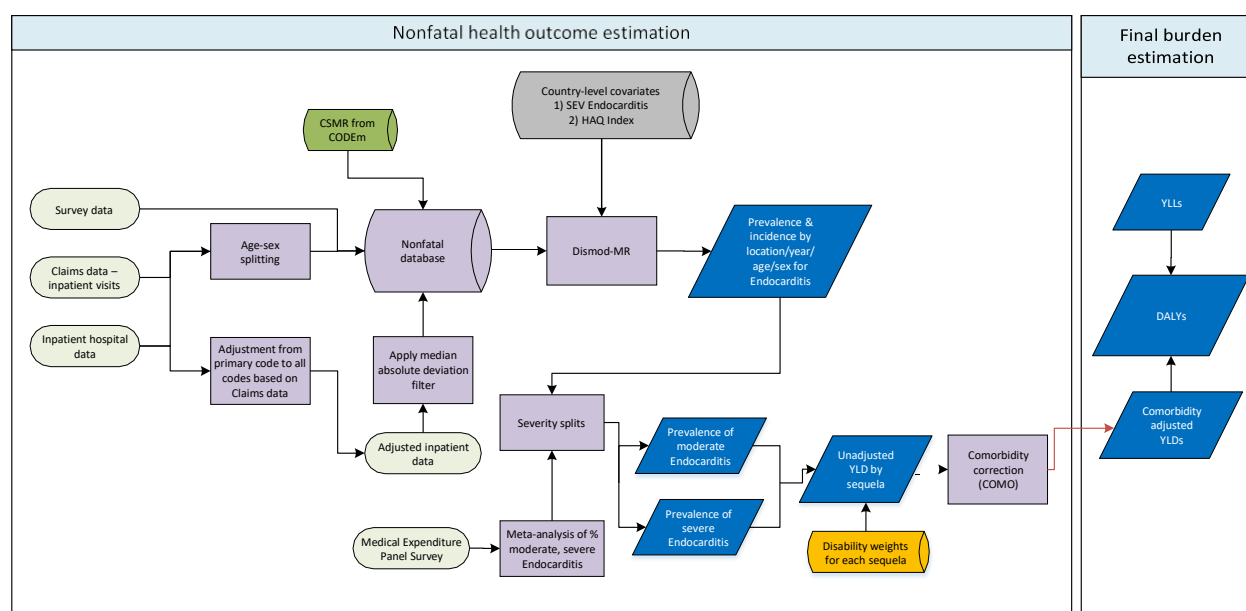 Nonfatal health outcome estimation
Final burden
estimation
Country-level covariates
1) SEV Endocarditis
2) HAQ Index
CSMR from
CODEm
Survey data
Age-sex
splitting
Nonfatal
database
Dismod-MR
Prevalence &
incidence by
location/year/
age/sex for
Endocarditis
YLLs
Claims data –
inpatient visits
Inpatient hospital
data
Adjustment from
primary code to all
codes based on
Claims data
Apply median
absolute deviation
filter
DALYs
Adjusted inpatient
data
Severity splits
Prevalence of
moderate
Endocarditis
Unadjusted
YLD by
sequela
Comorbidity
correction
(COMO)
Comorbidity
adjusted
YLDs
Prevalence of
severe
Endocarditis
Medical Expenditure
Panel Survey
Meta-analysis of %
moderate, severe
Endocarditis
Disability weights
for each sequela